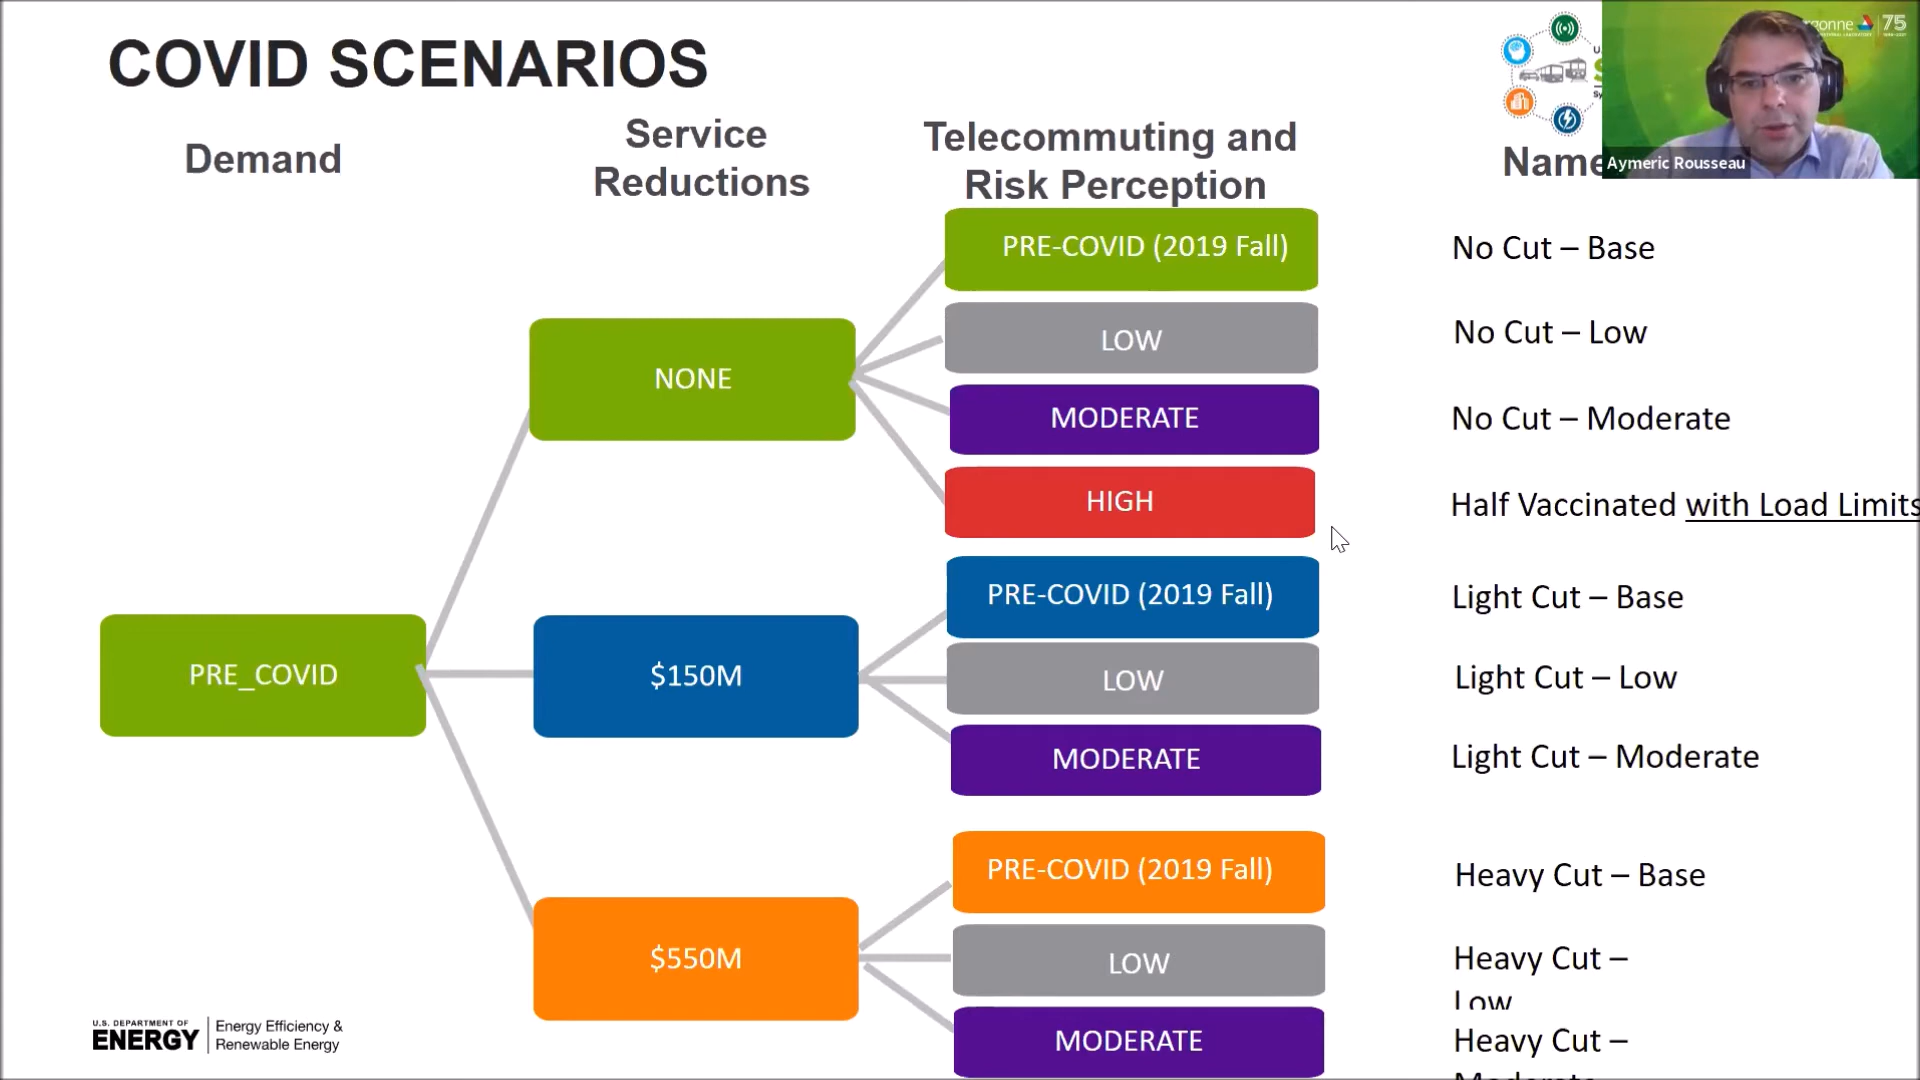 COVID SCENARIOS
Demand
Service
Reductions
Telecommuting and
Risk Perception
Name
Aymeric Rousseau
75
PRE-COVID (2019 Fall)
No Cut – Base
LOW
No Cut – Low
NONE
MODERATE
No Cut – Moderate
HIGH
Half Vaccinated with Load Limits
PRE-COVID (2019 Fall)
Light Cut – Base
PRE_COVID
$150M
LOW
Light Cut – Low
MODERATE
Light Cut – Moderate
PRE-COVID (2019 Fall)
Heavy Cut – Base
$550M
LOW
Heavy Cut –
Low
MODERATE
Heavy Cut –
Moderate
U.S. DEPARTMENT OF
ENERGY
Energy Efficiency &
Renewable Energy